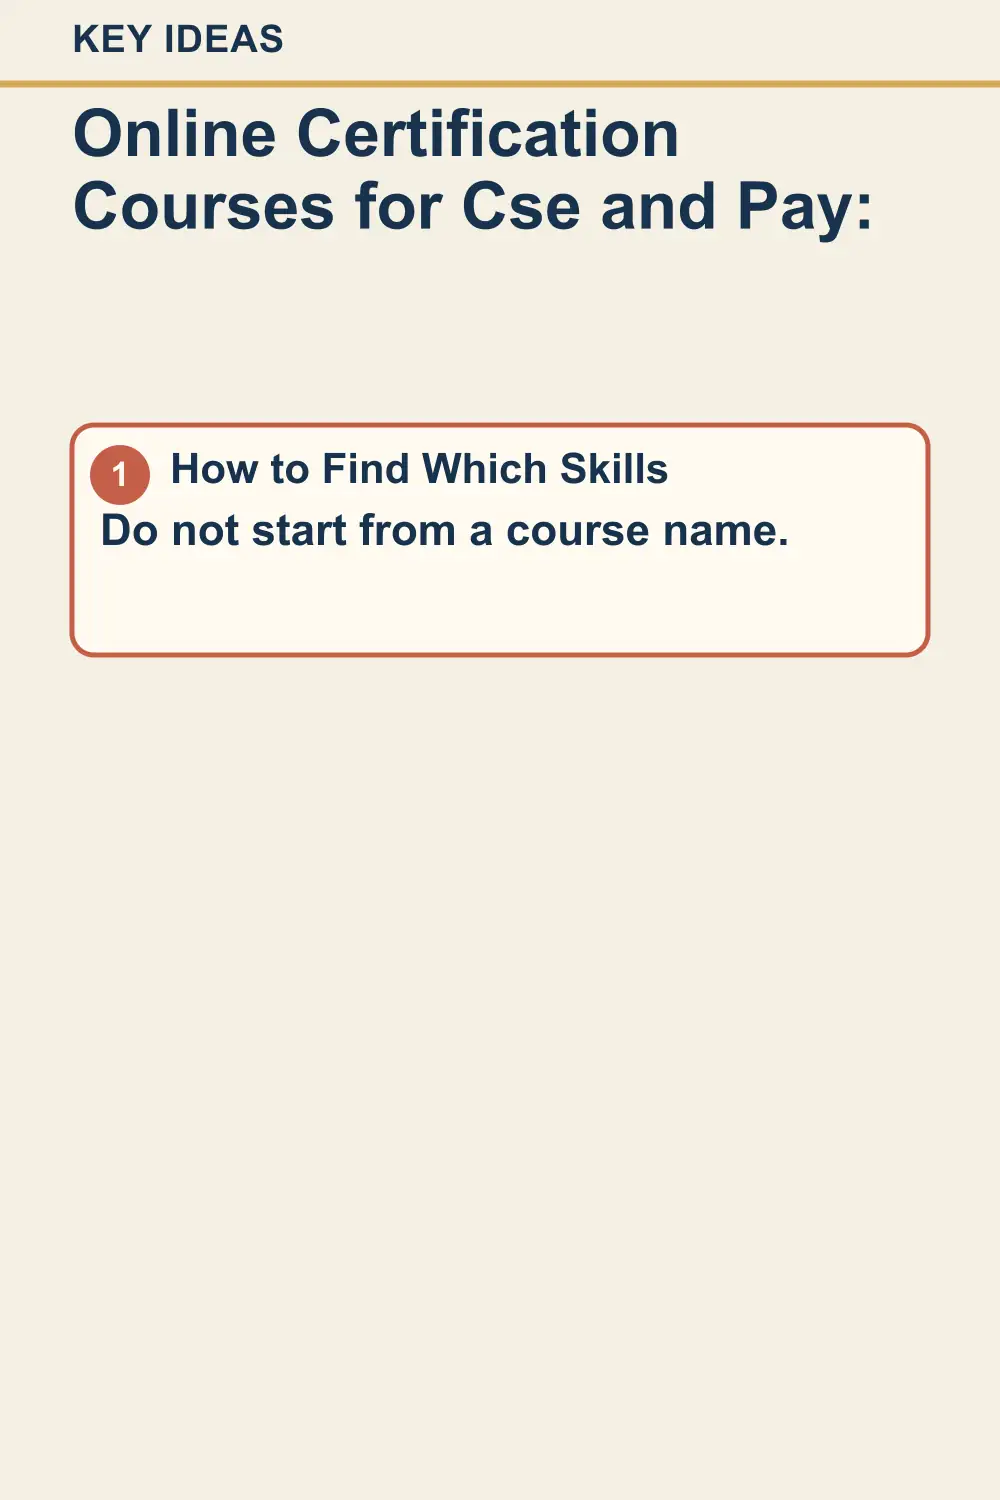 KEY IDEAS
Online Certification
Courses for Cse and Pay:
1 How to Find Which Skills
Do not start from a course name.